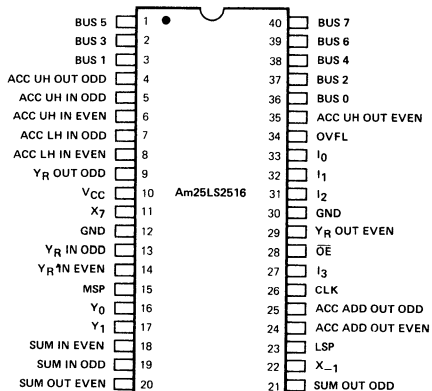 BUS 5 1 40 BUS 7
BUS 3 2 39 BUS 6
BUS 1 3 38 BUS 4
ACC UH OUT ODD 4 37 BUS 2
ACC UH IN ODD 5 36 BUS 0
ACC UH IN EVEN 6 35 ACC UH OUT EVEN
ACC LH IN ODD 7 34 OVFL
ACC LH IN EVEN 8 33 I0
YR OUT ODD 9 32 I1
VCC 10 Am25LS2516 31 I2
X7 11 30 GND
GND 12 29 YR OUT EVEN
YR IN ODD 13 28 O̅E̅
YR IN EVEN 14 27 I3
MSP 15 26 CLK
Y0 16 25 ACC ADD OUT ODD
Y1 17 24 ACC ADD OUT EVEN
SUM IN EVEN 18 23 LSP
SUM IN ODD 19 22 X−1
SUM OUT EVEN 20 21 SUM OUT ODD